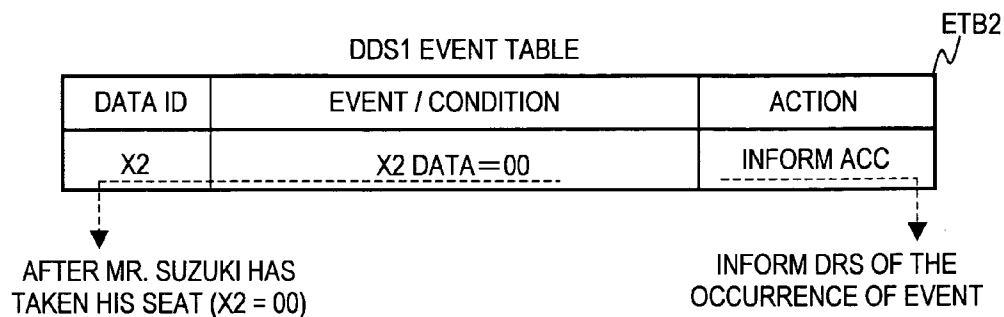 ETB2
DDS1 EVENT TABLE
DATA ID EVENT / CONDITION ACTION
X2 X2 DATA=00 INFORM ACC
AFTER MR. SUZUKI HAS
TAKEN HIS SEAT (X2 = 00)
INFORM DRS OF THE
OCCURRENCE OF EVENT